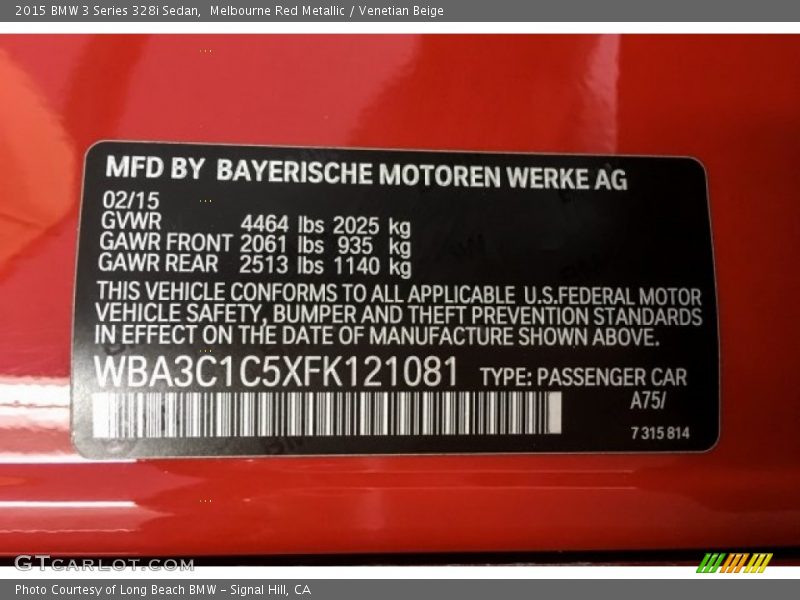 2015 BMW 3 Series 328i Sedan,  Melbourne Red Metallic / Venetian Beige
MFD BY BAYERISCHE MOTOREN WERKE AG
02/15
GVWR 4464 lbs 2025 kg
GAWR FRONT 2061 lbs 935 kg
GAWR REAR 2513 lbs 1140 kg
THIS VEHICLE CONFORMS TO ALL APPLICABLE U.S.FEDERAL MOTOR
VEHICLE SAFETY, BUMPER AND THEFT PREVENTION STANDARDS
IN EFFECT ON THE DATE OF MANUFACTURE SHOWN ABOVE.
WBA3C1C5XFK121081 TYPE: PASSENGER CAR
A75/
7 315 814
GTCARLOT.COM
Photo Courtesy of Long Beach BMW - Signal Hill, CA